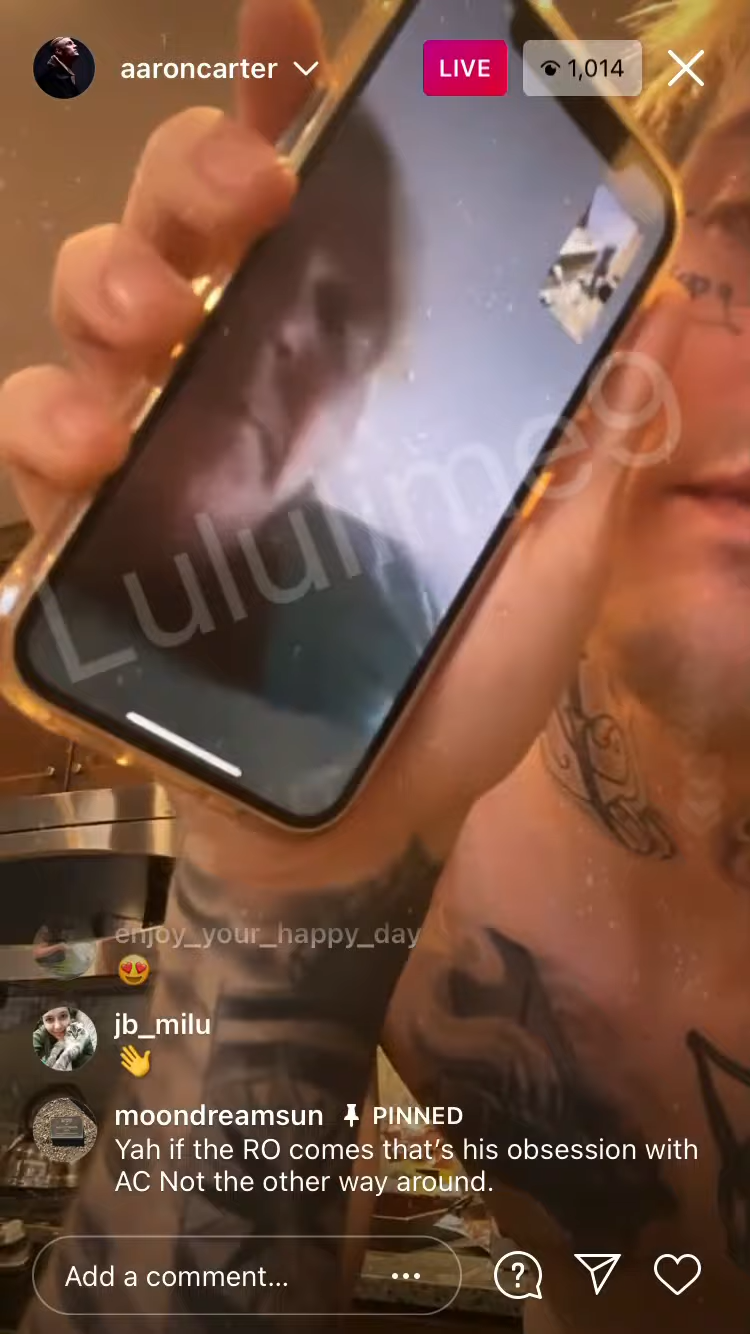 aaroncarter
LIVE
1,014
Lululime9
enjoy_your_happy_day
jb_milu
moondreamsun PINNED
Yah if the RO comes that’s his obsession with
AC Not the other way around.
Add a comment...